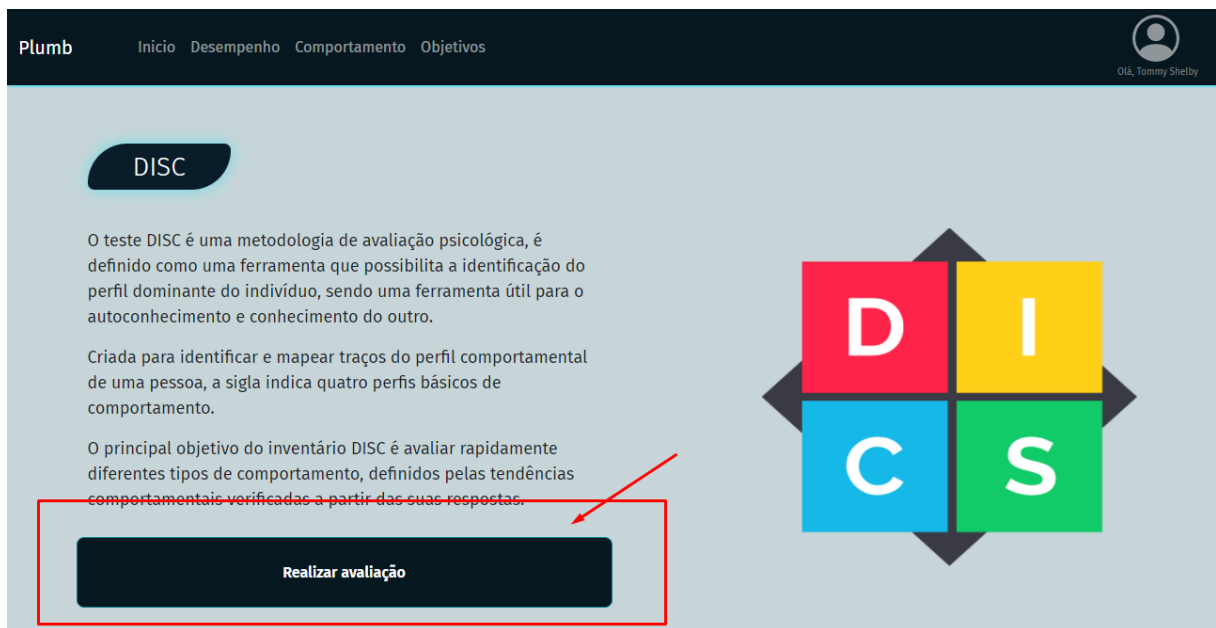 Plumb
Inicio Desempenho Comportamento Objetivos
Olá, Tommy Shelby
DISC
O teste DISC é uma metodologia de avaliação psicológica, é
definido como uma ferramenta que possibilita a identificação do
perfil dominante do indivíduo, sendo uma ferramenta útil para o
autoconhecimento e conhecimento do outro.
Criada para identificar e mapear traços do perfil comportamental
de uma pessoa, a sigla indica quatro perfis básicos de
comportamento.
O principal objetivo do inventário DISC é avaliar rapidamente
diferentes tipos de comportamento, definidos pelas tendências
comportamentais verificadas a partir das suas respostas.
Realizar avaliação
D I
C S